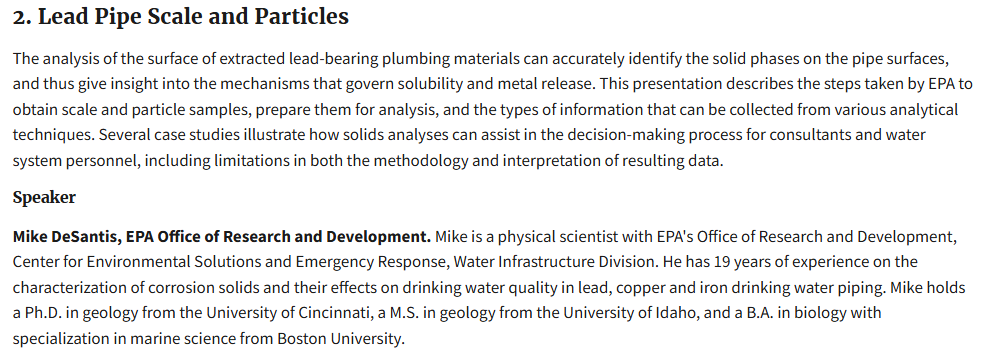 2. Lead Pipe Scale and Particles
The analysis of the surface of extracted lead-bearing plumbing materials can accurately identify the solid phases on the pipe surfaces,
and thus give insight into the mechanisms that govern solubility and metal release. This presentation describes the steps taken by EPA to
obtain scale and particle samples, prepare them for analysis, and the types of information that can be collected from various analytical
techniques. Several case studies illustrate how solids analyses can assist in the decision-making process for consultants and water
system personnel, including limitations in both the methodology and interpretation of resulting data.
Speaker
Mike DeSantis, EPA Office of Research and Development. Mike is a physical scientist with EPA's Office of Research and Development,
Center for Environmental Solutions and Emergency Response, Water Infrastructure Division. He has 19 years of experience on the
characterization of corrosion solids and their effects on drinking water quality in lead, copper and iron drinking water piping. Mike holds
a Ph.D. in geology from the University of Cincinnati, a M.S. in geology from the University of Idaho, and a B.A. in biology with
specialization in marine science from Boston University.